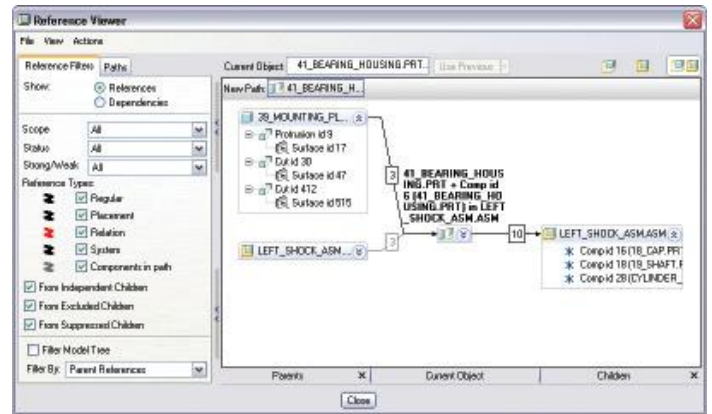 Reference Viewer
File View Actions
Reference Filters Paths
Current Object: 41_BEARING_HOUSING.PRT
Use Previous
Show: References
Dependencies
New Path: 41_BEARING_H...
Scope All
Status All
Strong/Weak All
Reference Types:
Regular
Placement
Relation
System
Components in path
From Independent Children
From Excluded Children
From Suppressed Children
Filter Model Tree
Filter By: Parent References
39_MOUNTING_PL...
Protrusion id 9
Surface id 17
Cut id 30
Surface id 47
Cut id 412
Surface id 515
LEFT_SHOCK_ASM...
3
3
41_BEARING_HOUS
ING.PRT + Comp id
6 (41_BEARING_HO
USING.PRT) in LEFT
_SHOCK_ASM.ASM
10
LEFT_SHOCK_ASM.ASM
Comp id 16 (18_CAP.PR
Comp id 18 (19_SHAFT.
Comp id 28 (CYLINDER_
Parents
Current Object
Children
Close